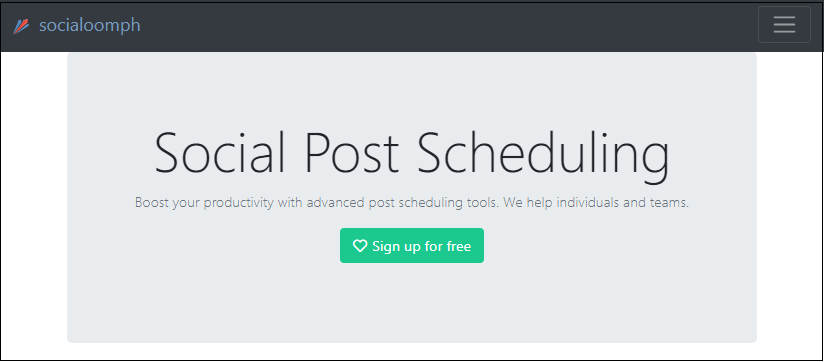 socialoomph
Social Post Scheduling
Boost your productivity with advanced post scheduling tools. We help individuals and teams.
Sign up for free